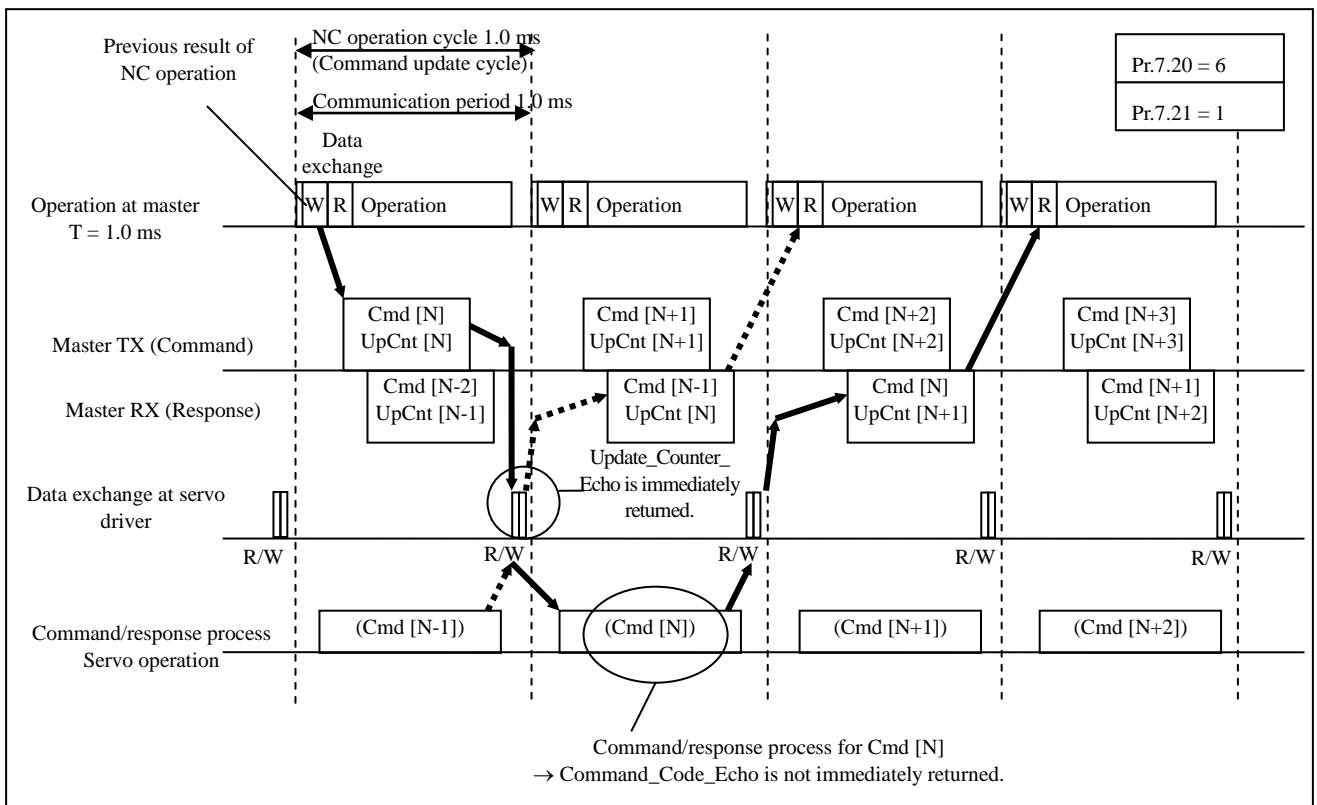 Previous result of
NC operation
NC operation cycle 1.0 ms
(Command update cycle)
Communication period 1.0 ms
Pr.7.20 = 6
Pr.7.21 = 1
Data
exchange
Operation at master
T = 1.0 ms
W R Operation
W R Operation
W R Operation
W R Operation
Master TX (Command)
Cmd [N]
UpCnt [N]
Cmd [N+1]
UpCnt [N+1]
Cmd [N+2]
UpCnt [N+2]
Cmd [N+3]
UpCnt [N+3]
Master RX (Response)
Cmd [N-2]
UpCnt [N-1]
Cmd [N-1]
UpCnt [N]
Cmd [N]
UpCnt [N+1]
Cmd [N+1]
UpCnt [N+2]
Update_Counter_
Echo is immediately
returned.
Data exchange at servo
driver
R/W
R/W
R/W
R/W
R/W
Command/response process
Servo operation
(Cmd [N-1])
(Cmd [N])
(Cmd [N+1])
(Cmd [N+2])
Command/response process for Cmd [N]
→ Command_Code_Echo is not immediately returned.